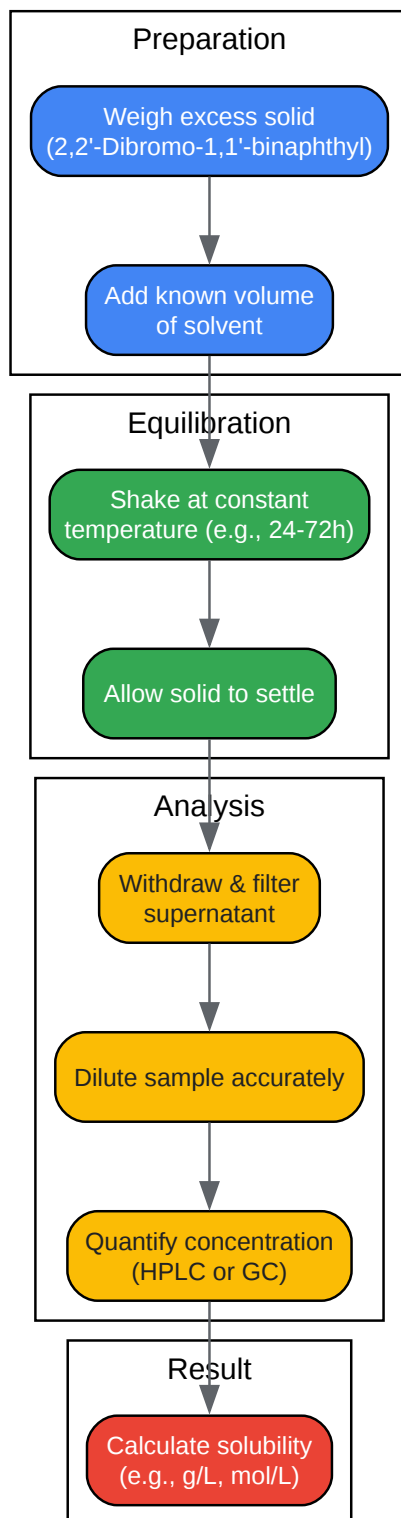 Preparation
Weigh excess solid
(2,2'-Dibromo-1,1'-binaphthyl)
Add known volume
of solvent
Equilibration
Shake at constant
temperature (e.g., 24-72h)
Allow solid to settle
Analysis
Withdraw & filter
supernatant
Dilute sample accurately
Quantify concentration
(HPLC or GC)
Result
Calculate solubility
(e.g., g/L, mol/L)